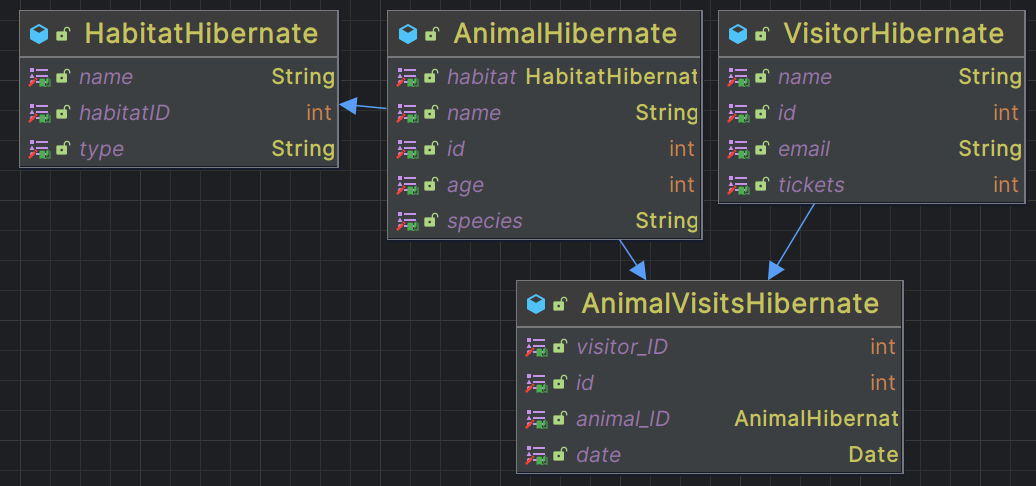 HabitatHibernate
name String
habitatID int
type String
AnimalHibernate
habitat HabitatHibernat
name String
id int
age int
species String
VisitorHibernate
name String
id int
email String
tickets int
AnimalVisitsHibernate
visitor_ID int
id int
animal_ID AnimalHibernat
date Date